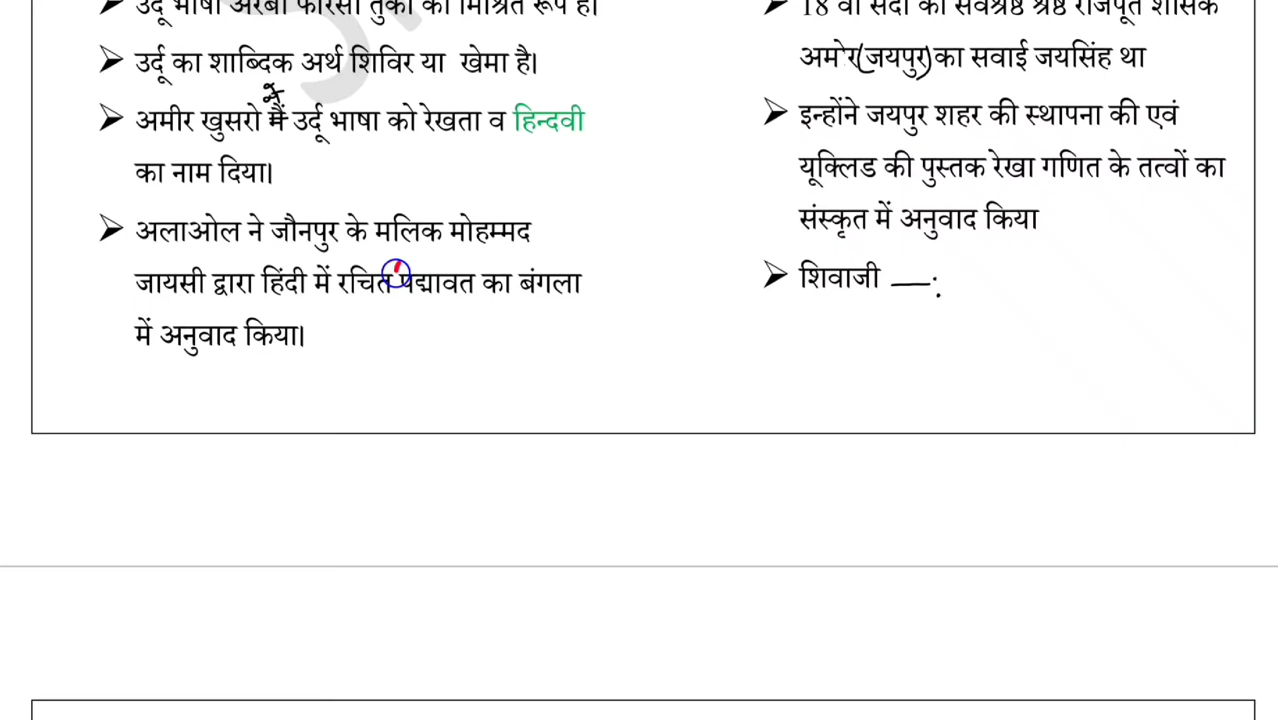 उर्दू भाषा अरबी फारसी तुर्की का मिश्रित रूप है।
➢ उर्दू का शाब्दिक अर्थ शिविर या खेमा है।
ने
➢ अमीर खुसरो मैं उर्दू भाषा को रेखता व हिन्दवी
का नाम दिया।
➢ अलाओल ने जौनपुर के मलिक मोहम्मद
जायसी द्वारा हिंदी में रचित पद्मावत का बंगला
में अनुवाद किया।
18 वी सदी का सर्वश्रेष्ठ श्रेष्ठ राजपूत शासक
अमेर(जयपुर)का सवाई जयसिंह था
➢ इन्होंने जयपुर शहर की स्थापना की एवं
यूक्लिड की पुस्तक रेखा गणित के तत्वों का
संस्कृत में अनुवाद किया
➢ शिवाजी —: